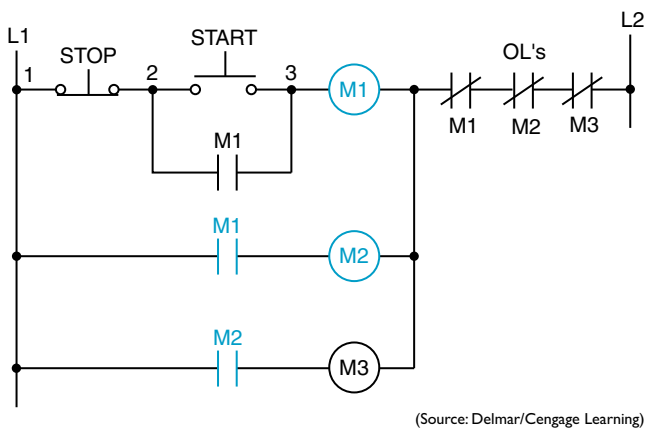 L1
L2
STOP
START
OL's
1
2
3
M1
M1
M2
M3
M1
M1
M2
M2
M3
(Source: Delmar/Cengage Learning)